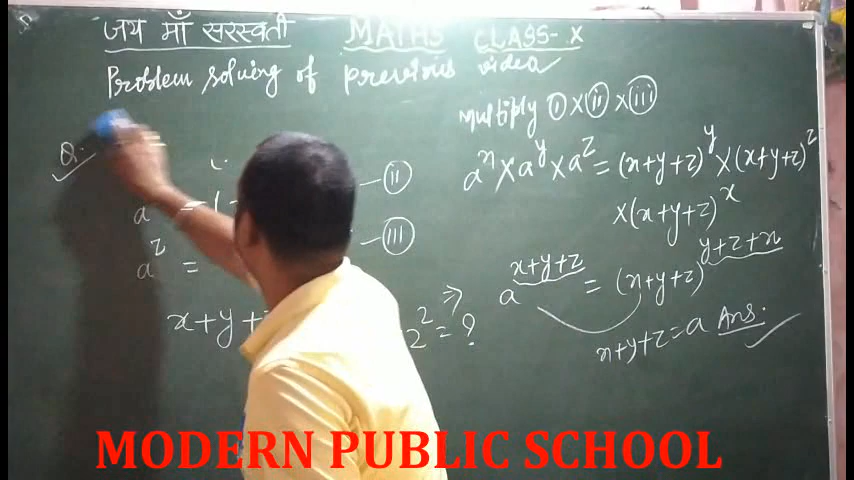 जय माँ सरस्वती MATHS CLASS-X
Problem solving of previous video
Multiply (i) × (ii) × (iii)
Q.
a^x × a^y × a^z = (x+y+z)^y × (x+y+z)^z
× (x+y+z)^x
a = (ii)
a^z = (iii)
a^(x+y+z) = (x+y+z)^(y+z+x)
x+y+ z^2 = ?
⇒
x+y+z = a Ans.
MODERN PUBLIC SCHOOL